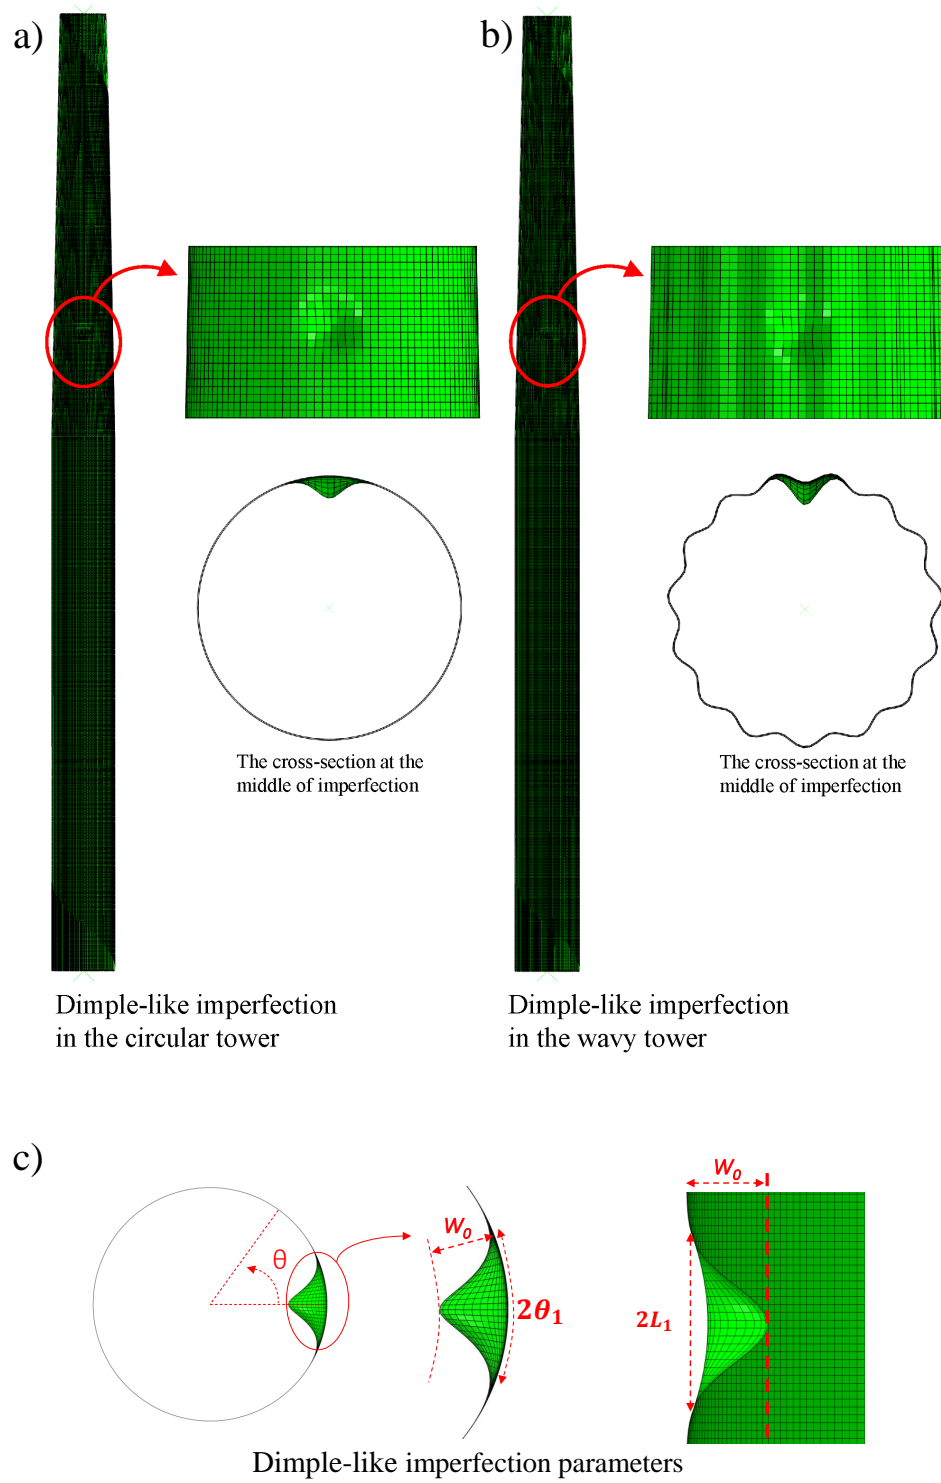 a)
b)
The cross-section at the
middle of imperfection
The cross-section at the
middle of imperfection
Dimple-like imperfection
in the circular tower
Dimple-like imperfection
in the wavy tower
c)
θ
W₀
2θ₁
W₀
2L₁
Dimple-like imperfection parameters